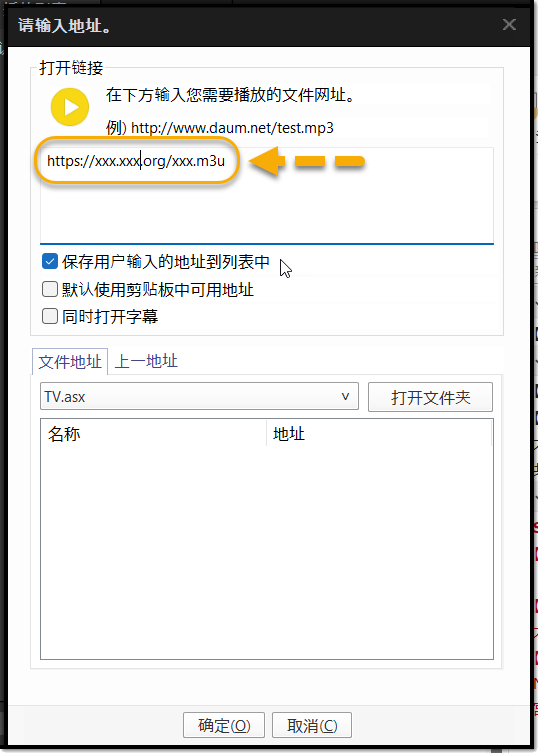 请输入地址。
打开链接
在下方输入您需要播放的文件网址。
例) http://www.daum.net/test.mp3
https://xxx.xxx.org/xxx.m3u
保存用户输入的地址到列表中
默认使用剪贴板中可用地址
同时打开字幕
文件地址 上一地址
TV.asx 打开文件夹
名称 地址
确定(O) 取消(C)